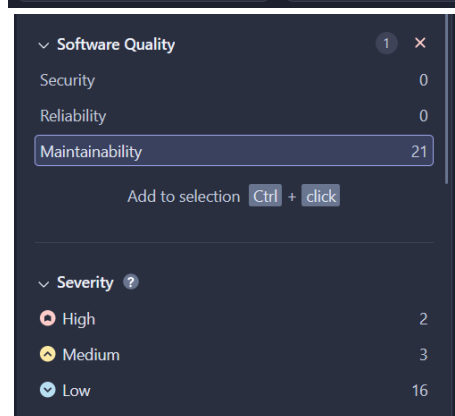 Software Quality 1 ×
Security 0
Reliability 0
Maintainability 21
Add to selection Ctrl + click
Severity ?
High 2
Medium 3
Low 16